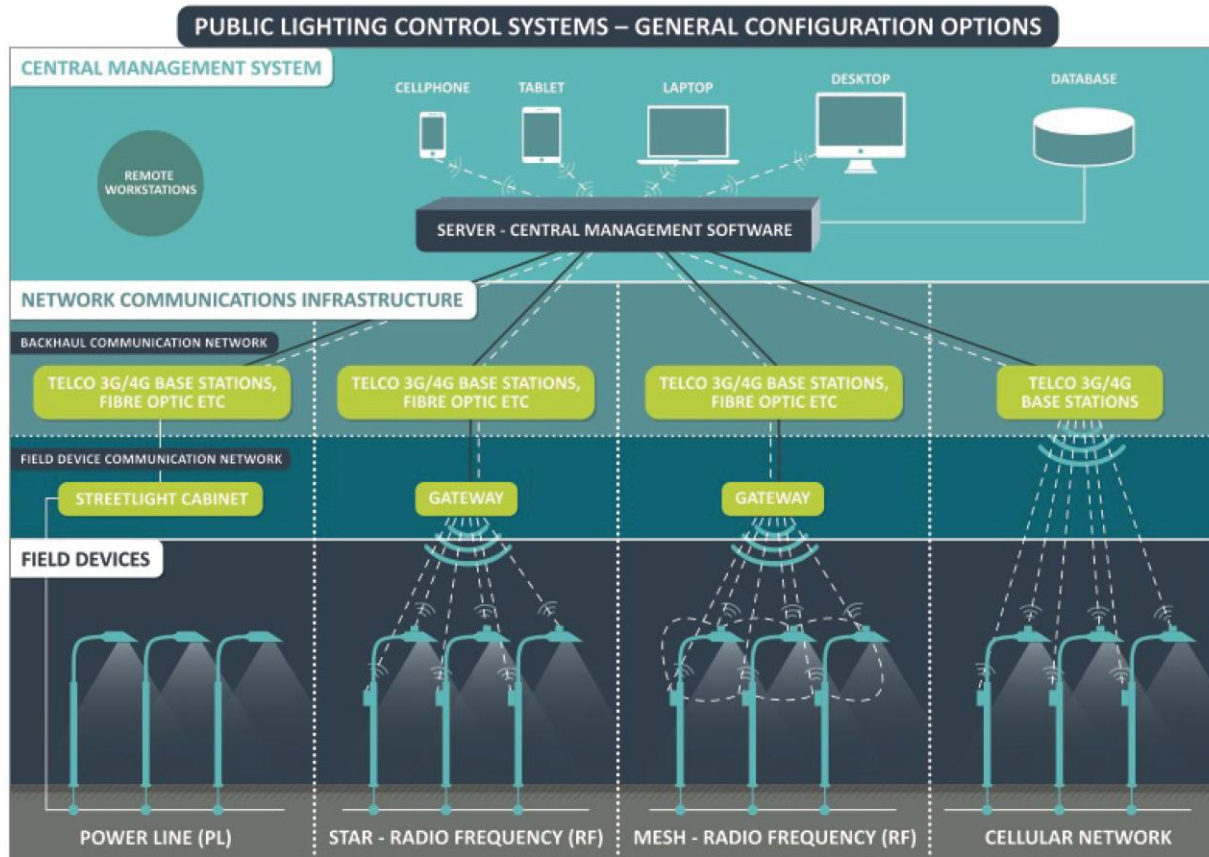 PUBLIC LIGHTING CONTROL SYSTEMS – GENERAL CONFIGURATION OPTIONS
CENTRAL MANAGEMENT SYSTEM
CELLPHONE
TABLET
LAPTOP
DESKTOP
DATABASE
REMOTE
WORKSTATIONS
SERVER - CENTRAL MANAGEMENT SOFTWARE
NETWORK COMMUNICATIONS INFRASTRUCTURE
BACKHAUL COMMUNICATION NETWORK
TELCO 3G/4G BASE STATIONS,
FIBRE OPTIC ETC
TELCO 3G/4G BASE STATIONS,
FIBRE OPTIC ETC
TELCO 3G/4G BASE STATIONS,
FIBRE OPTIC ETC
TELCO 3G/4G
BASE STATIONS
FIELD DEVICE COMMUNICATION NETWORK
STREETLIGHT CABINET
GATEWAY
GATEWAY
FIELD DEVICES
POWER LINE (PL)
STAR - RADIO FREQUENCY (RF)
MESH - RADIO FREQUENCY (RF)
CELLULAR NETWORK